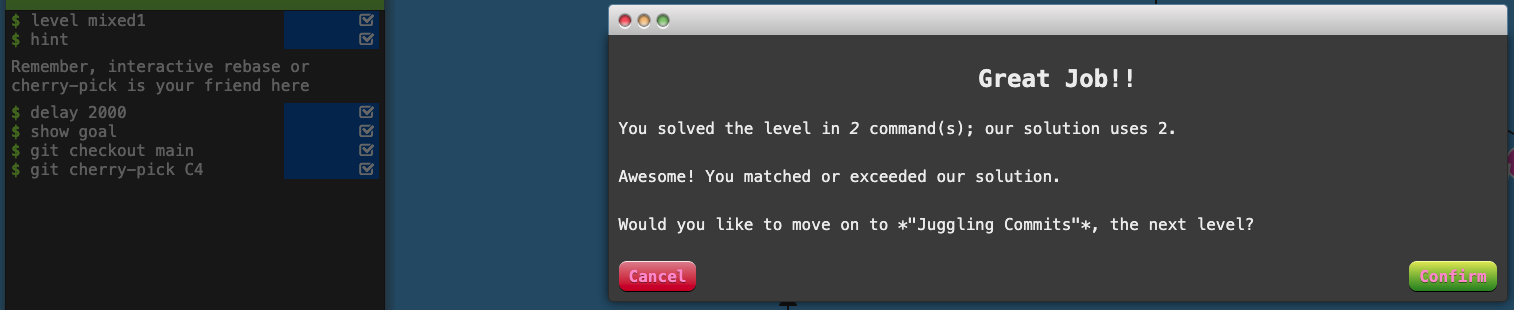 $ level mixed1
$ hint
Remember, interactive rebase or
cherry-pick is your friend here
$ delay 2000
$ show goal
$ git checkout main
$ git cherry-pick C4
Great Job!!
You solved the level in 2 command(s); our solution uses 2.
Awesome! You matched or exceeded our solution.
Would you like to move on to *"Juggling Commits"*, the next level?
Cancel
Confirm